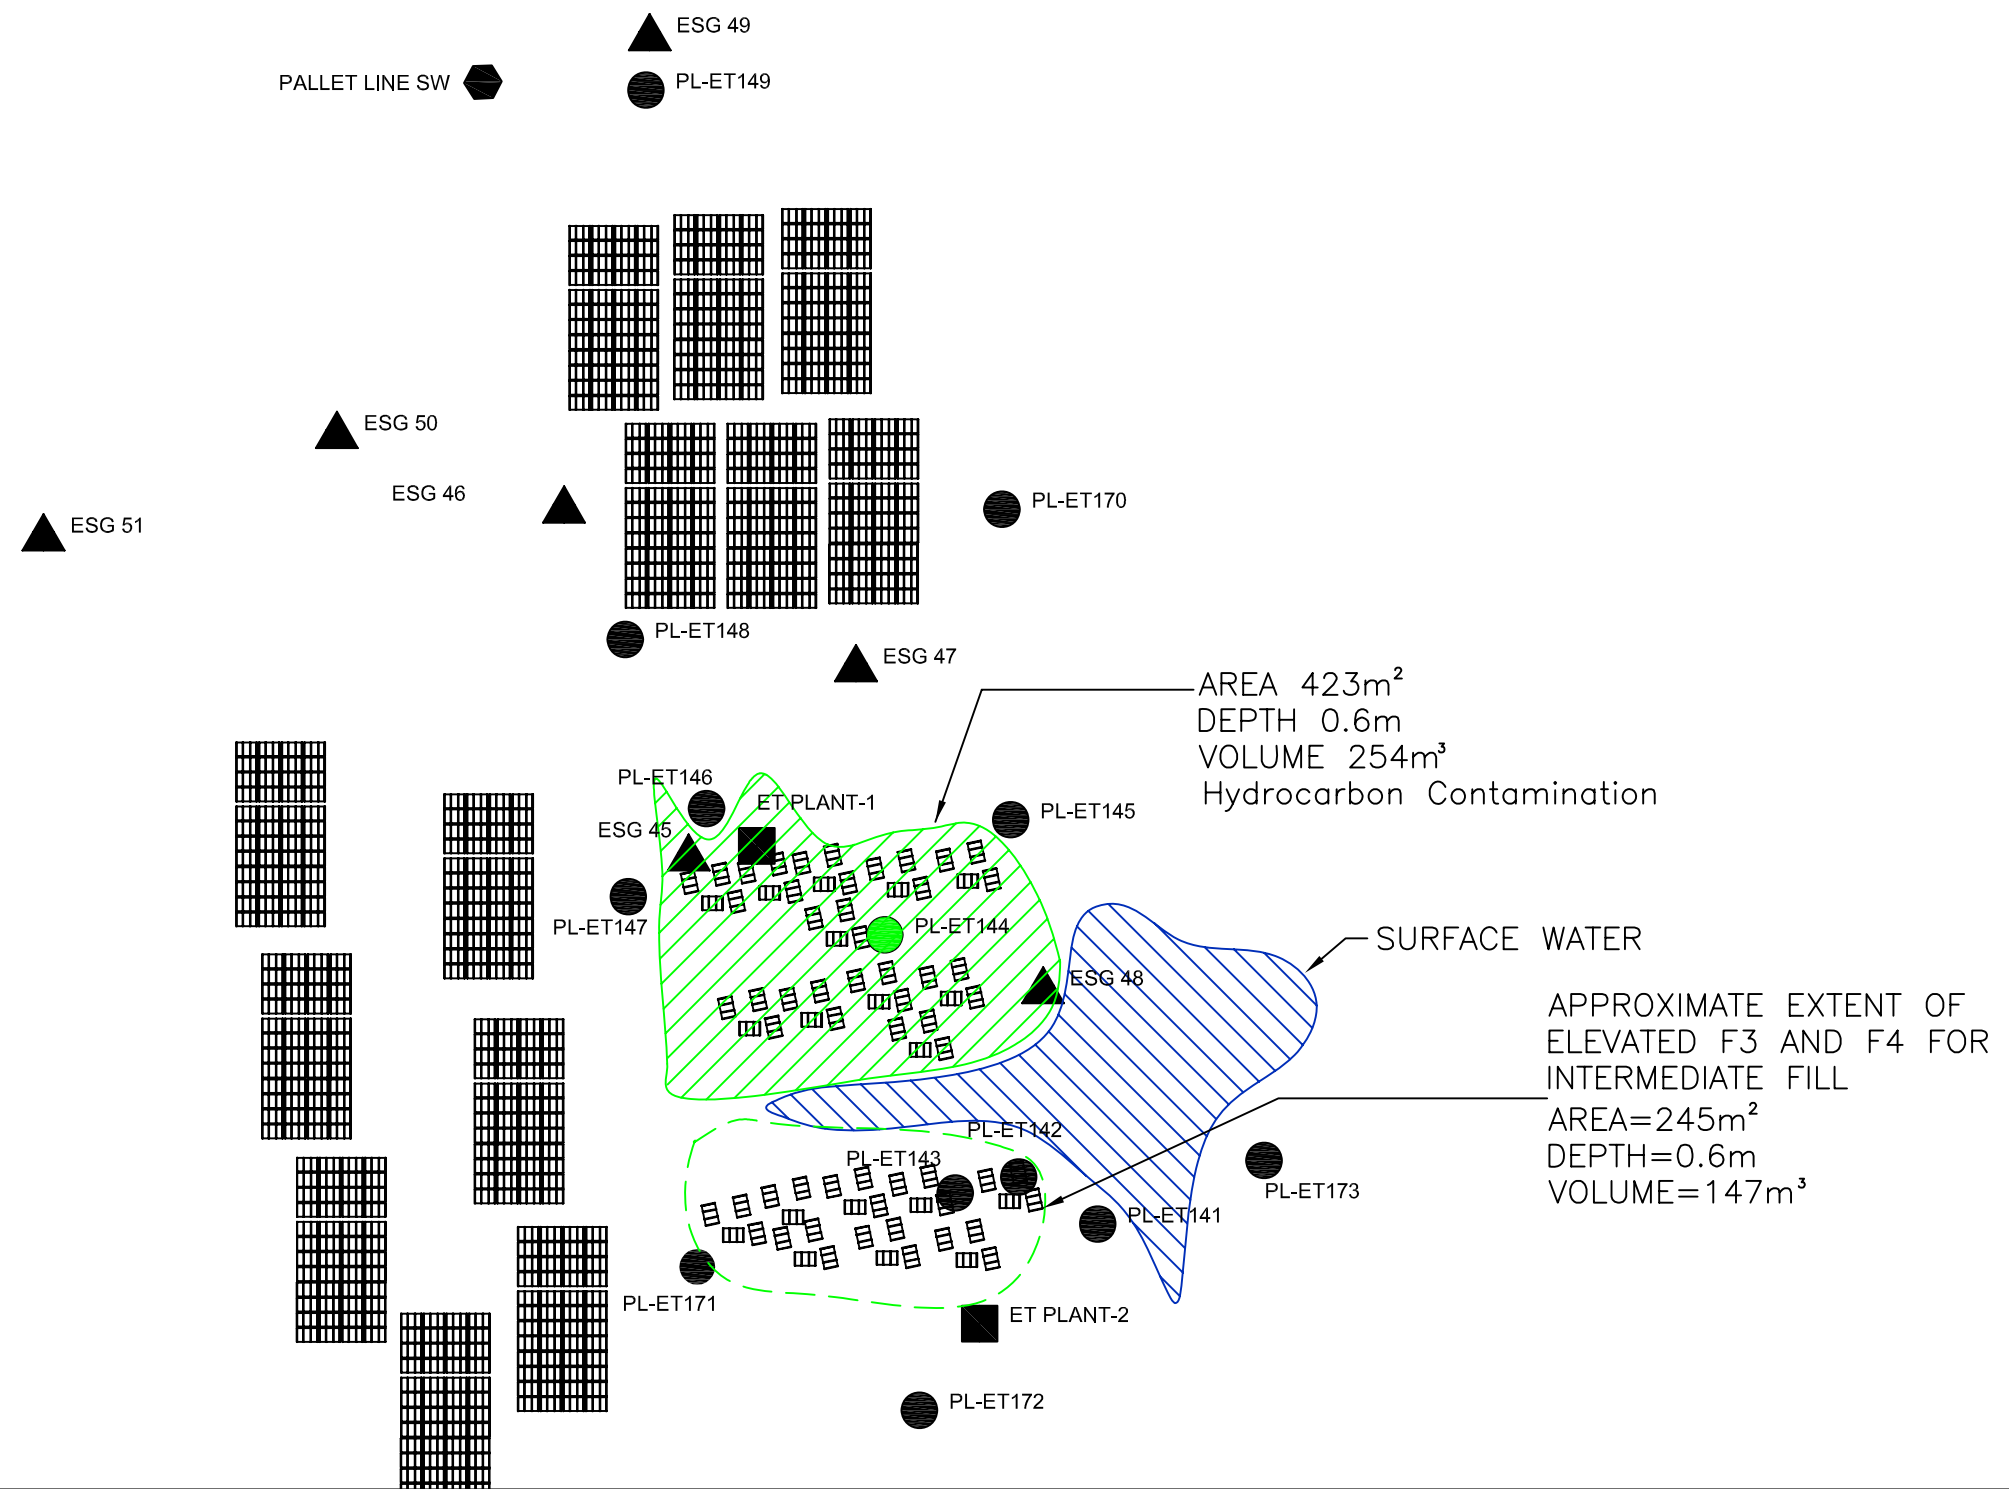 ESG 49
PALLET LINE SW
PL-ET149
ESG 50
ESG 46
PL-ET170
ESG 51
PL-ET148
ESG 47
AREA 423m²
DEPTH 0.6m
VOLUME 254m³
Hydrocarbon Contamination
PL-ET146
ET PLANT-1
PL-ET145
ESG 45
PL-ET147
PL-ET144
SURFACE WATER
ESG 48
APPROXIMATE EXTENT OF
ELEVATED F3 AND F4 FOR
INTERMEDIATE FILL
AREA=245m²
DEPTH=0.6m
VOLUME=147m³
PL-ET142
PL-ET143
PL-ET173
PL-ET141
PL-ET171
ET PLANT-2
PL-ET172